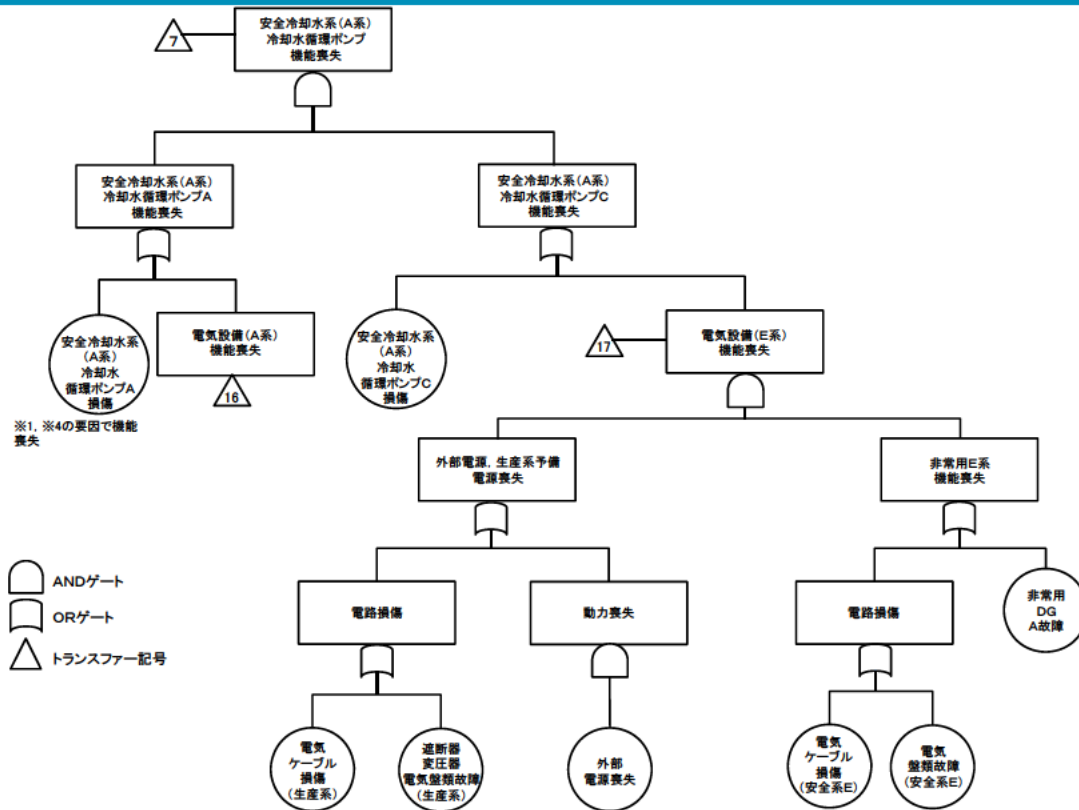 7
安全冷却水系(A系)
冷却水循環ポンプ
機能喪失
安全冷却水系(A系)
冷却水循環ポンプA
機能喪失
安全冷却水系(A系)
冷却水循環ポンプC
機能喪失
安全冷却水系
(A系)
冷却水
循環ポンプA
損傷
※1, ※4の要因で機能
喪失
電気設備(A系)
機能喪失
16
安全冷却水系
(A系)
冷却水
循環ポンプC
損傷
17
電気設備(E系)
機能喪失
外部電源, 生産系予備
電源喪失
非常用E系
機能喪失
電路損傷
動力喪失
電路損傷
非常用
DG
A故障
電気
ケーブル
損傷
(生産系)
遮断器
変圧器
電気盤類故障
(生産系)
外部
電源喪失
電気
ケーブル
損傷
(安全系E)
電気
盤類故障
(安全系E)
ANDゲート
ORゲート
トランスファー記号